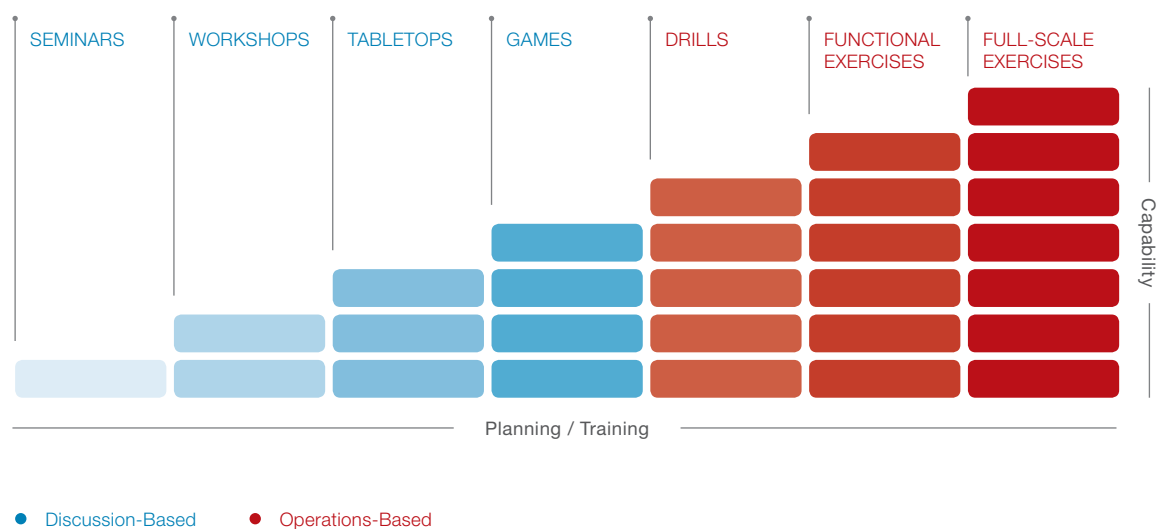 SEMINARS
WORKSHOPS
TABLETOPS
GAMES
DRILLS
FUNCTIONAL
EXERCISES
FULL-SCALE
EXERCISES
Capability
Planning / Training
Discussion-Based
Operations-Based